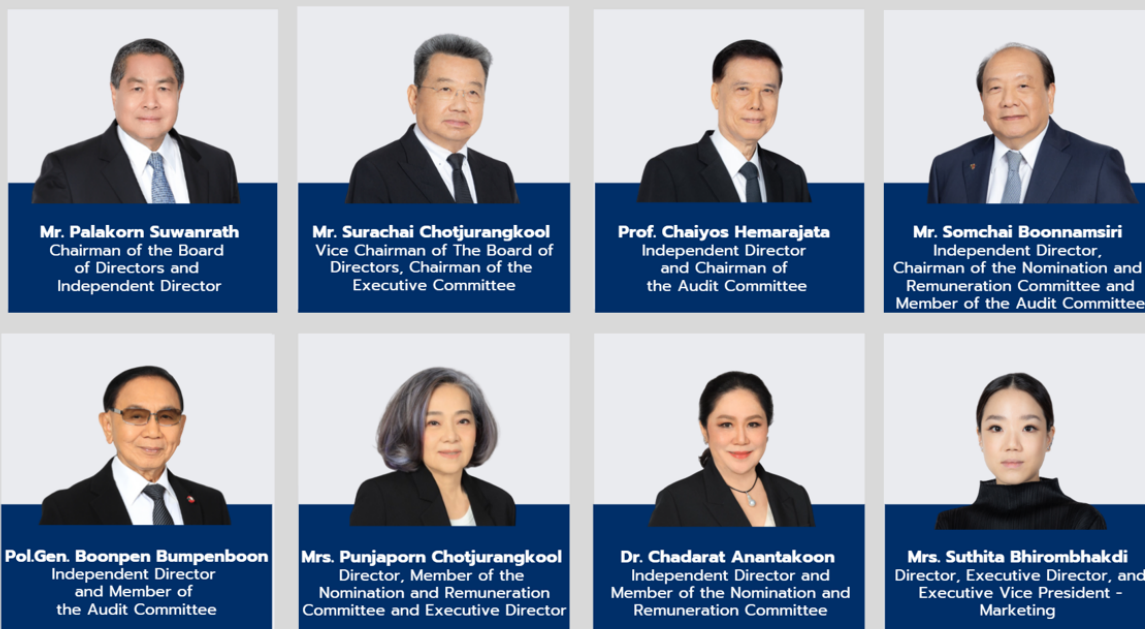 Mr. Palakorn Suwanrath
Chairman of the Board
of Directors and
Independent Director
Mr. Surachai Chotjurangkool
Vice Chairman of The Board of
Directors, Chairman of the
Executive Committee
Prof. Chaiyos Hemarajata
Independent Director
and Chairman of
the Audit Committee
Mr. Somchai Boonnamsiri
Independent Director,
Chairman of the Nomination and
Remuneration Committee and
Member of the Audit Committee
Pol.Gen. Boonpen Bumpenboon
Independent Director
and Member of
the Audit Committee
Mrs. Punjaporn Chotjurangkool
Director, Member of the
Nomination and Remuneration
Committee and Executive Director
Dr. Chadarat Anantakoon
Independent Director and
Member of the Nomination and
Remuneration Committee
Mrs. Suthita Bhirombhakdi
Director, Executive Director, and
Executive Vice President -
Marketing